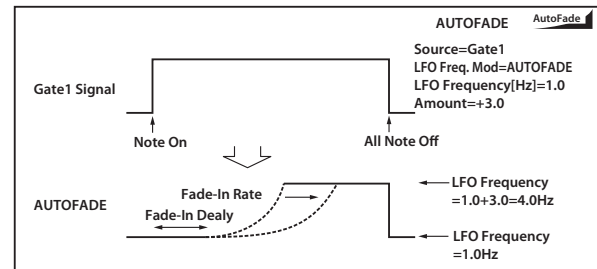 AUTOFADE
AutoFade
Source=Gate1
LFO Freq. Mod=AUTOFADE
LFO Frequency[Hz]=1.0
Amount=+3.0
Gate1 Signal
Note On
All Note Off
AUTOFADE
Fade-In Rate
Fade-In Dealy
LFO Frequency
=1.0+3.0=4.0Hz
LFO Frequency
=1.0Hz